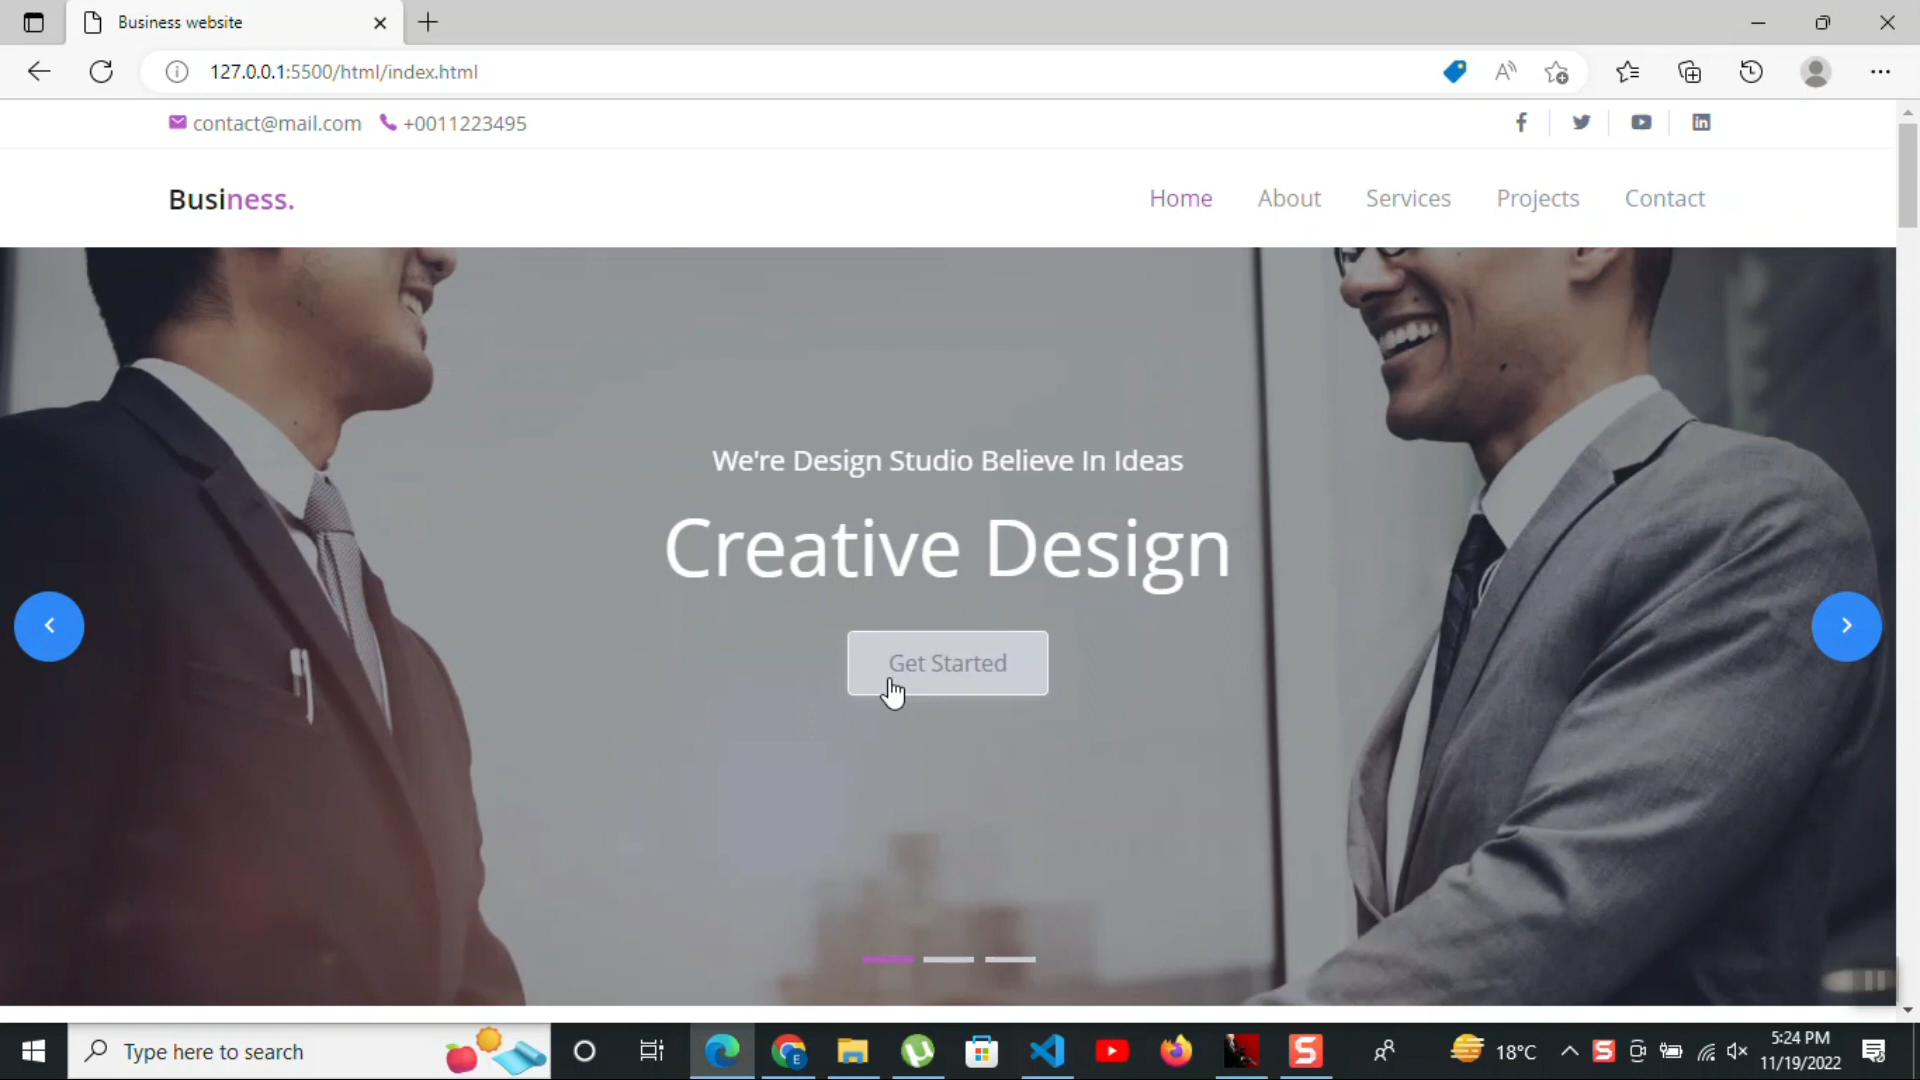 Business website
127.0.0.1:5500/html/index.html
contact@mail.com +0011223495
Business.
Home About Services Projects Contact
We're Design Studio Believe In Ideas
Creative Design
Get Started
Type here to search
E
S
18°C
S
5:24 PM
11/19/2022